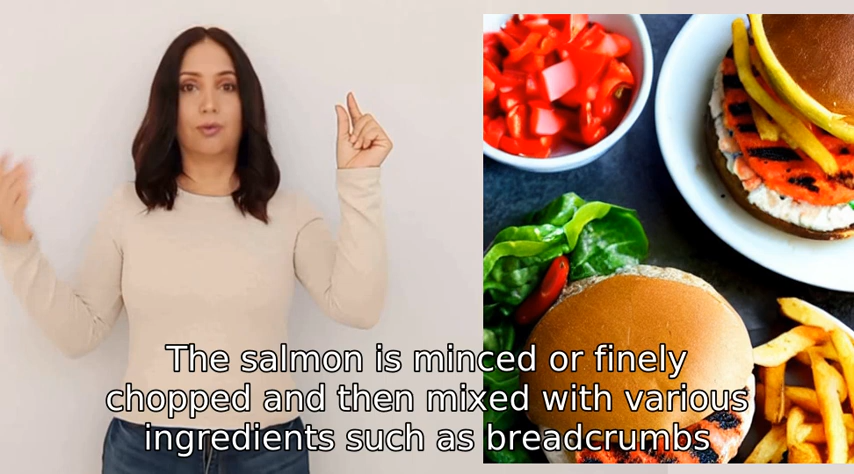 The salmon is minced or finely
chopped and then mixed with various
ingredients such as breadcrumbs